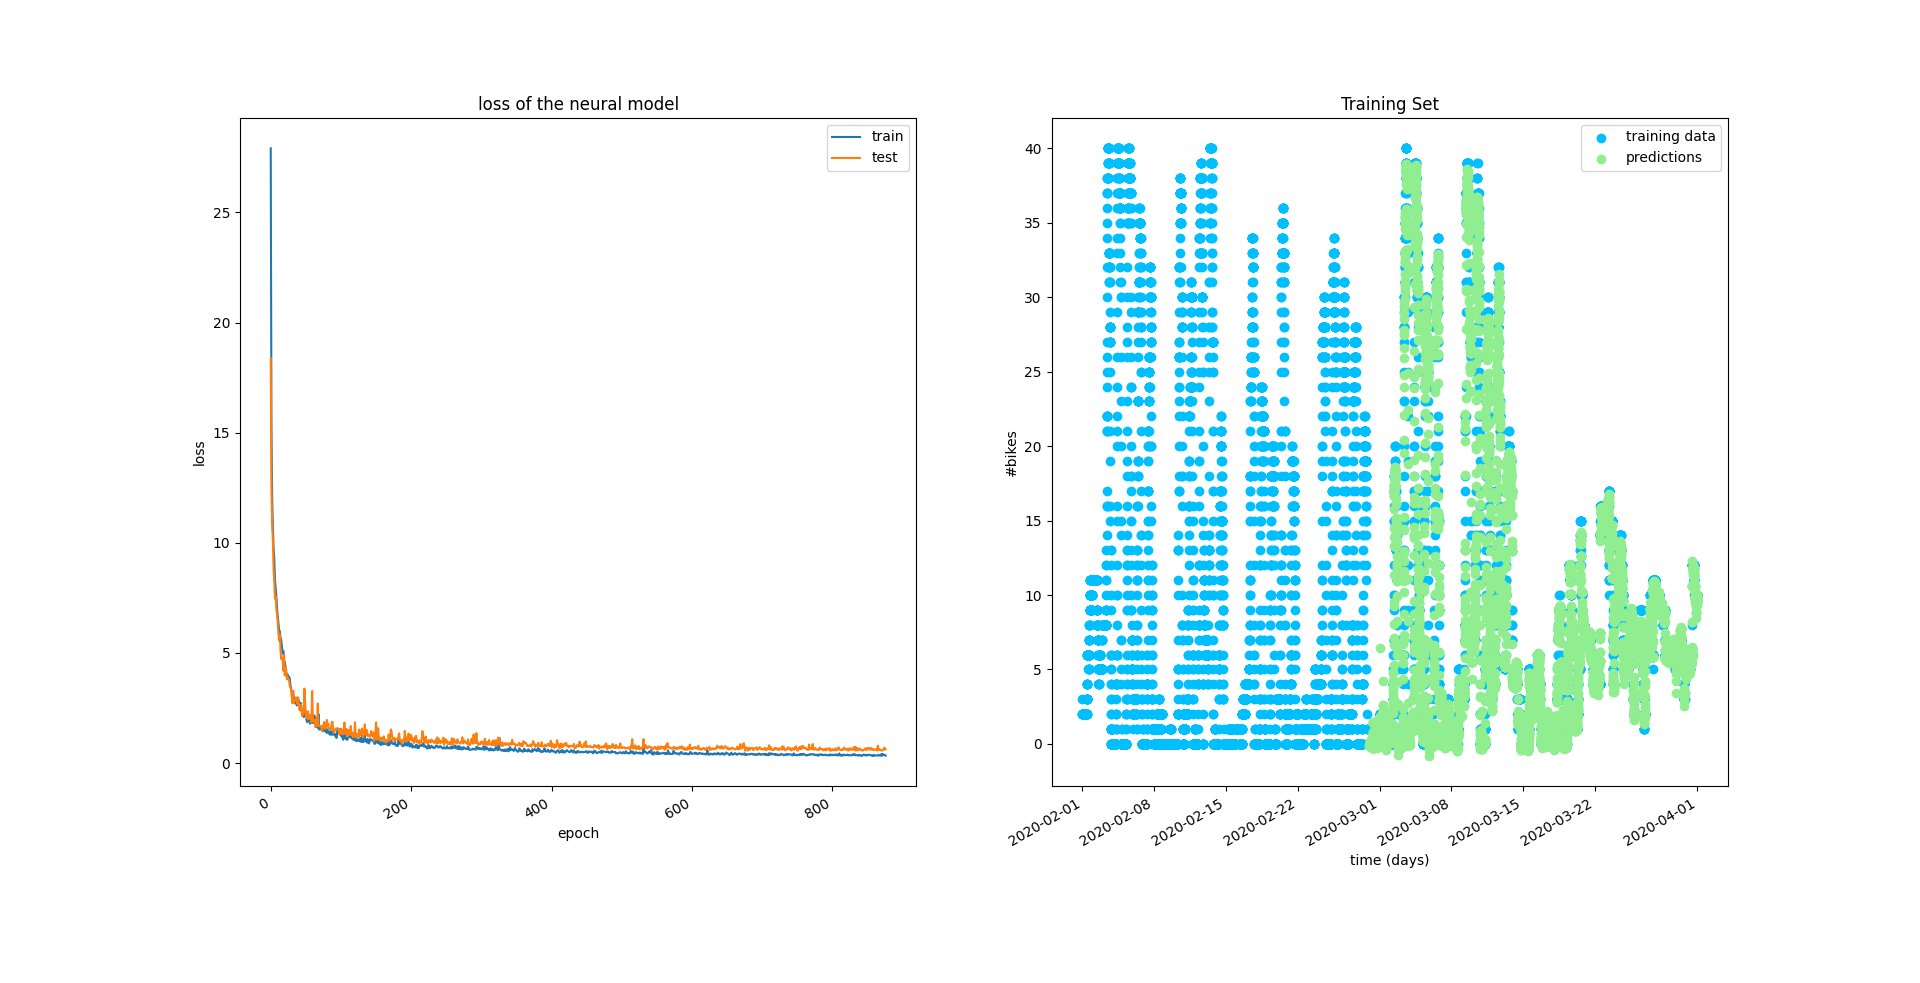 loss of the neural model
train
test
25
20
15
10
5
0
loss
0
200
400
600
800
epoch
Training Set
training data
predictions
40
35
30
25
20
15
10
5
0
#bikes
2020-02-01
2020-02-08
2020-02-15
2020-02-22
2020-03-01
2020-03-08
2020-03-15
2020-03-22
2020-04-01
time (days)